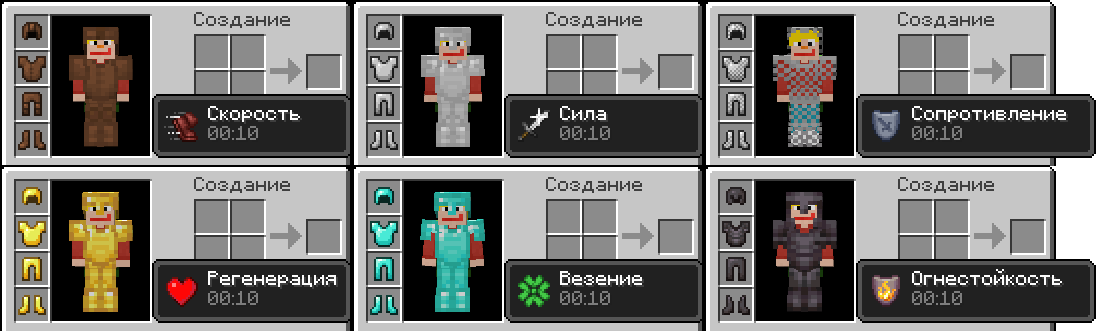 Создание
Скорость
00:10
Создание
Сила
00:10
Создание
Сопротивление
00:10
Создание
Регенерация
00:10
Создание
Везение
00:10
Создание
Огнестойкость
00:10